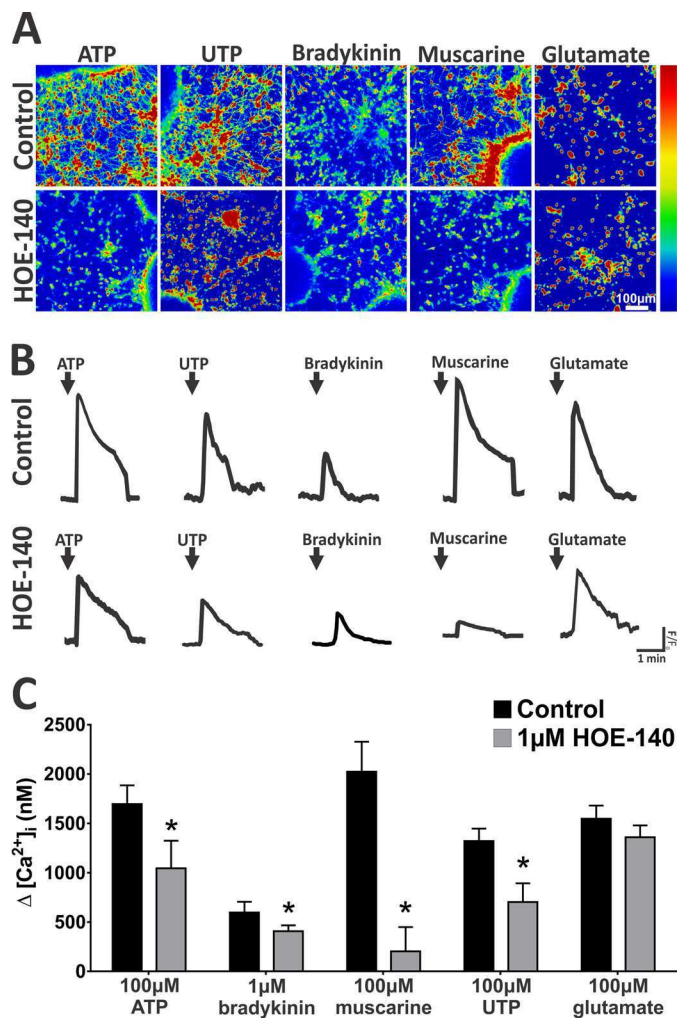 A
ATP UTP Bradykinin Muscarine Glutamate
Control
HOE-140
100µm
B
ATP UTP Bradykinin Muscarine Glutamate
Control
ATP UTP Bradykinin Muscarine Glutamate
HOE-140
F/F₀
1 min
C
Control
1µM HOE-140
Δ [Ca²⁺]ᵢ (nM)
2500
2000
1500
1000
500
0
* * * *
100µM 1µM 100µM 100µM 100µM
ATP bradykinin muscarine UTP glutamate